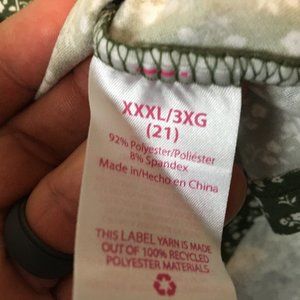 XXXL/3XG
(21)
92% Polyester/Poliéster
8% Spandex
Made in/Hecho en China
THIS LABEL YARN IS MADE
OUT OF 100% RECYCLED
POLYESTER MATERIALS